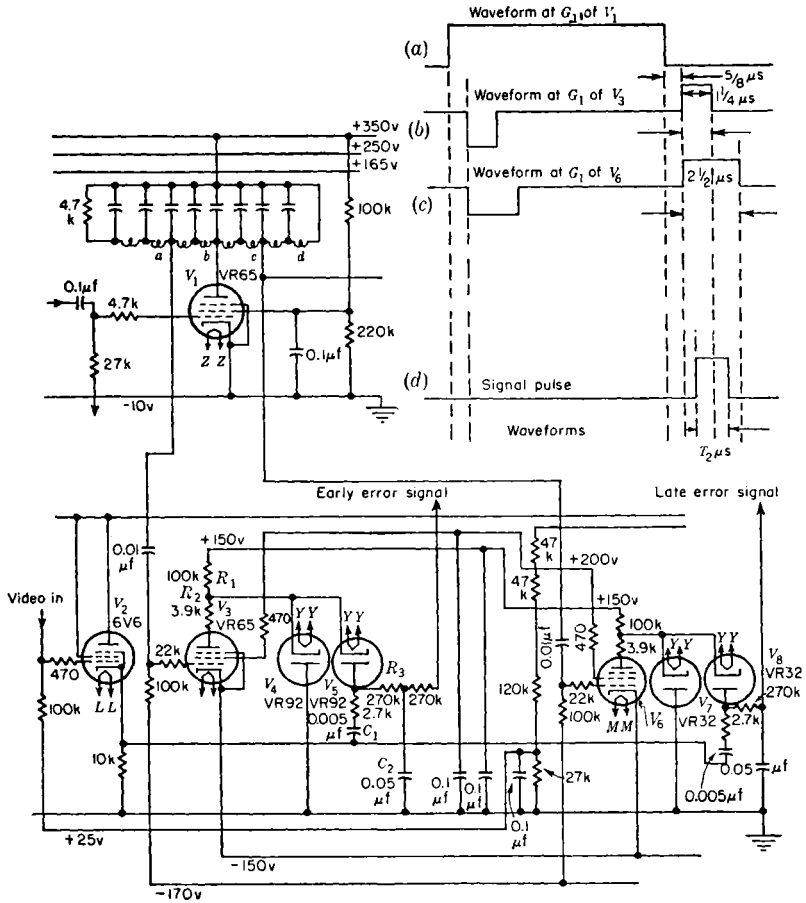 Waveform at G₁, of V₁
(a)
5/8 μs
1 1/4 μs
Waveform at G₁ of V₃
(b)
Waveform at G₁ of V₆
2 1/2 μs
(c)
(d)
Signal pulse
Waveforms
T₂ μs
+350v
+250v
+165v
4.7 k
100k
a
b
c
d
V₁
VR65
0.1μf
4.7k
27k
Z Z
0.1μf
220k
-10v
Early error signal
Late error signal
0.01 μf
+150v
100k R₁
R₂
3.9k
V₃
VR65
Video in
V₂
6V6
470
LL
100k
10k
22k
100k
470
YY
YY
V₄
VR92
V₅
VR92
0.005 μf
2.7k
C₁
R₃
270k
270k
C₂
0.05 μf
0.1 μf
0.1 μf
0.1 μf
47 k
47 k
120k
27k
0.01μf
+200v
470
+150v
100k
3.9k
22k
100k
MM
V₆
YY
YY
V₇
VR32
V₈
VR32
270k
2.7k
0.005μf
0.05 μf
+25v
-150v
-170v